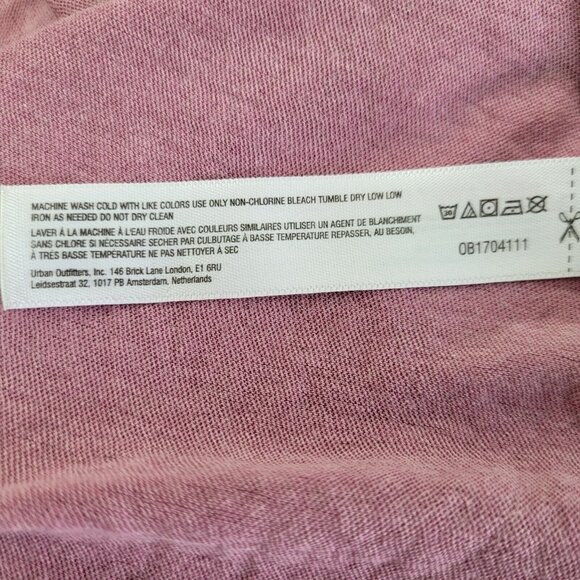 MACHINE WASH COLD WITH LIKE COLORS USE ONLY NON-CHLORINE BLEACH TUMBLE DRY LOW LOW
IRON AS NEEDED DO NOT DRY CLEAN
LAVER À LA MACHINE À L'EAU FROIDE AVEC COULEURS SIMILAIRES UTILISER UN AGENT DE BLANCHIMENT
SANS CHLORE SI NÉCESSAIRE SECHER PAR CULBUTAGE À BASSE TEMPERATURE REPASSER, AU BESOIN,
À TRÈS BASSE TEMPÉRATURE NE PAS NETTOYER À SEC
Urban Outfitters, Inc. 146 Brick Lane London, E1 6RU
Leidsestraat 32, 1017 PB Amsterdam, Netherlands
30
0B1704111